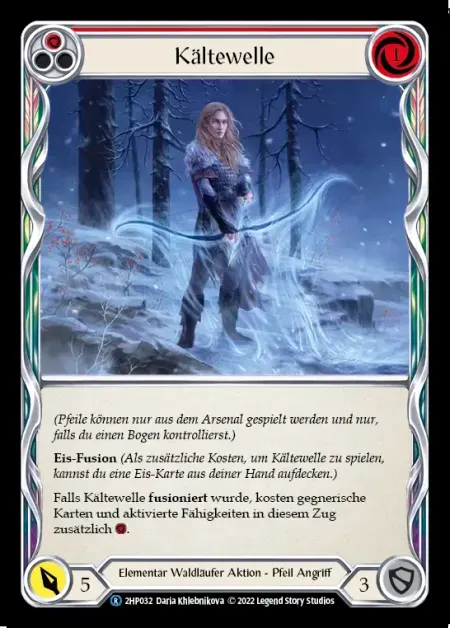 Kältewelle
1
(Pfeile können nur aus dem Arsenal gespielt werden und nur,
falls du einen Bogen kontrollierst.)
Eis-Fusion (Als zusätzliche Kosten, um Kältewelle zu spielen,
kannst du eine Eis-Karte aus deiner Hand aufdecken.)
Falls Kältewelle fusioniert wurde, kosten gegnerische
Karten und aktivierte Fähigkeiten in diesem Zug
zusätzlich
5
Elementar Waldläufer Aktion - Pfeil Angriff
3
R 2HP032 Daria Khlebnikova © 2022 Legend Story Studios